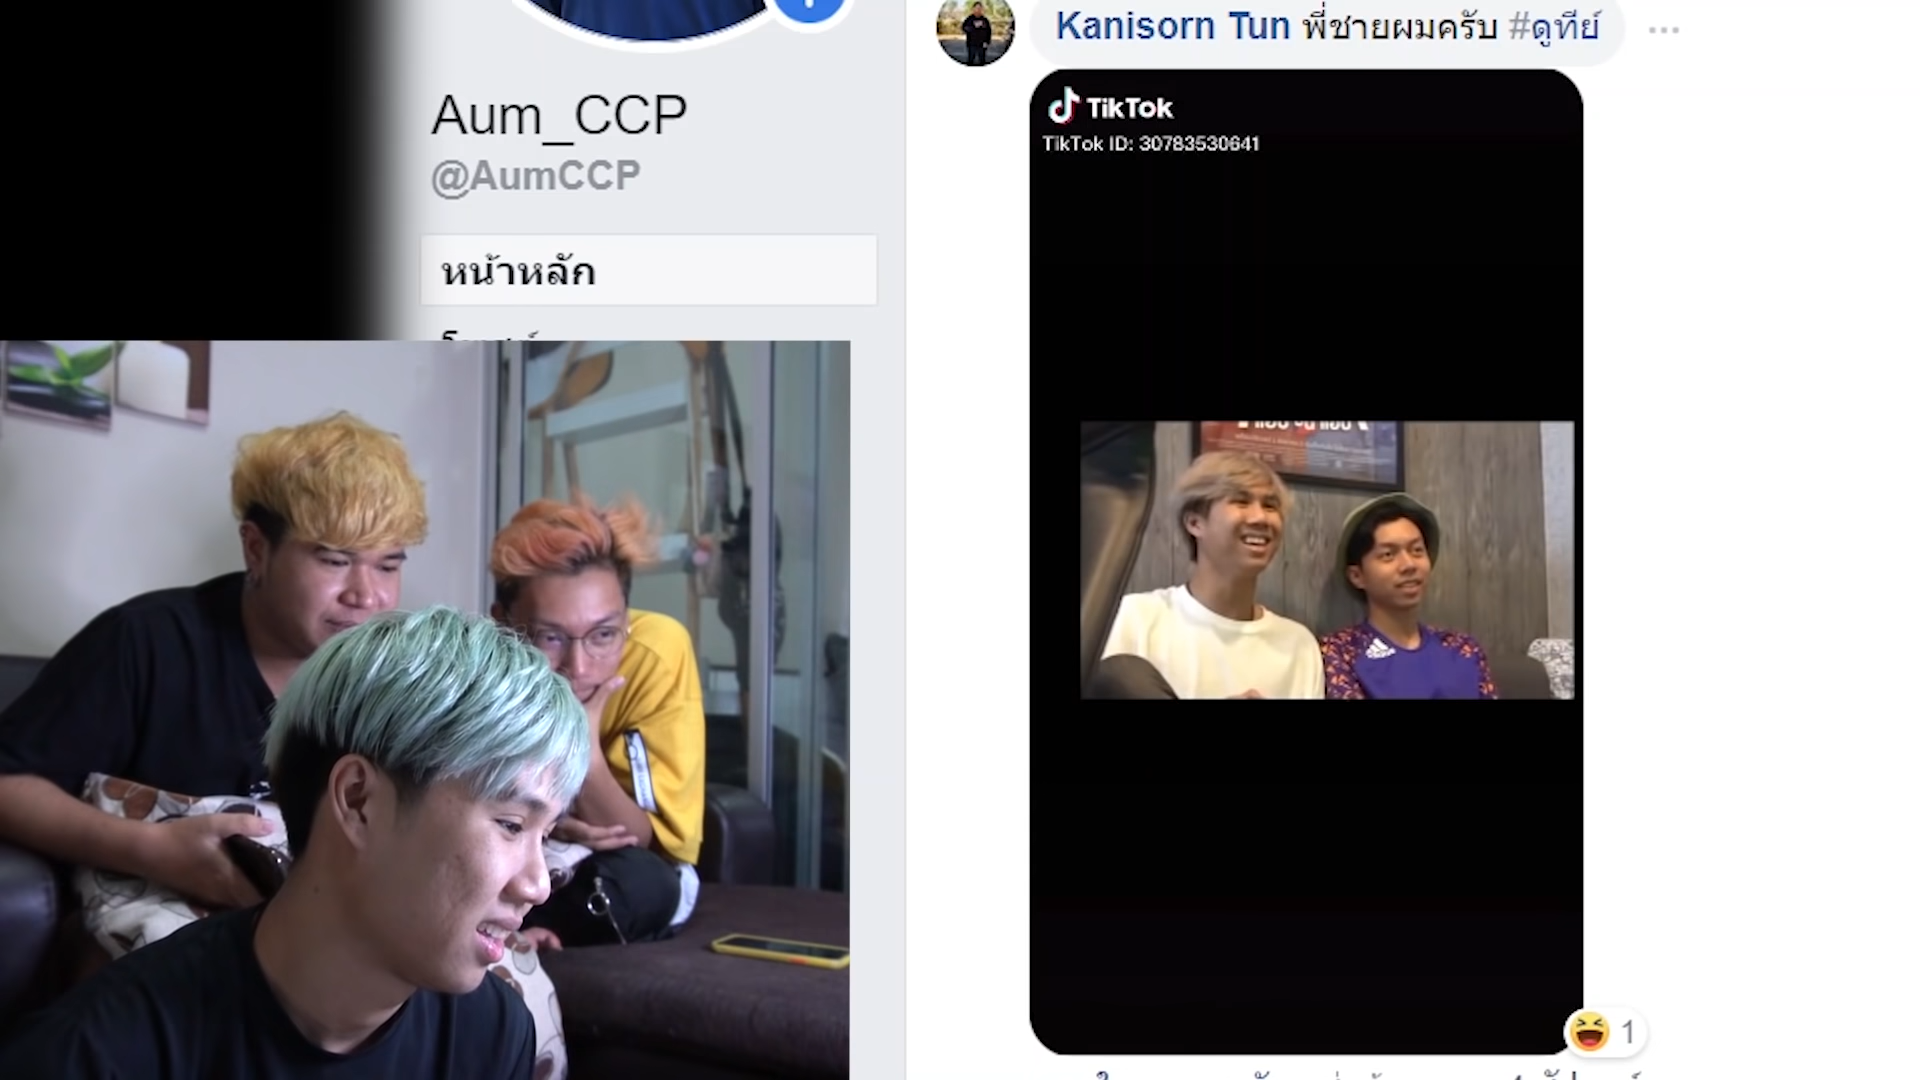 Aum_CCP
@AumCCP
หน้าหลัก
Kanisorn Tun พี่ชายผมครับ #ดูทีย์
TikTok
TikTok ID: 30783530641
1